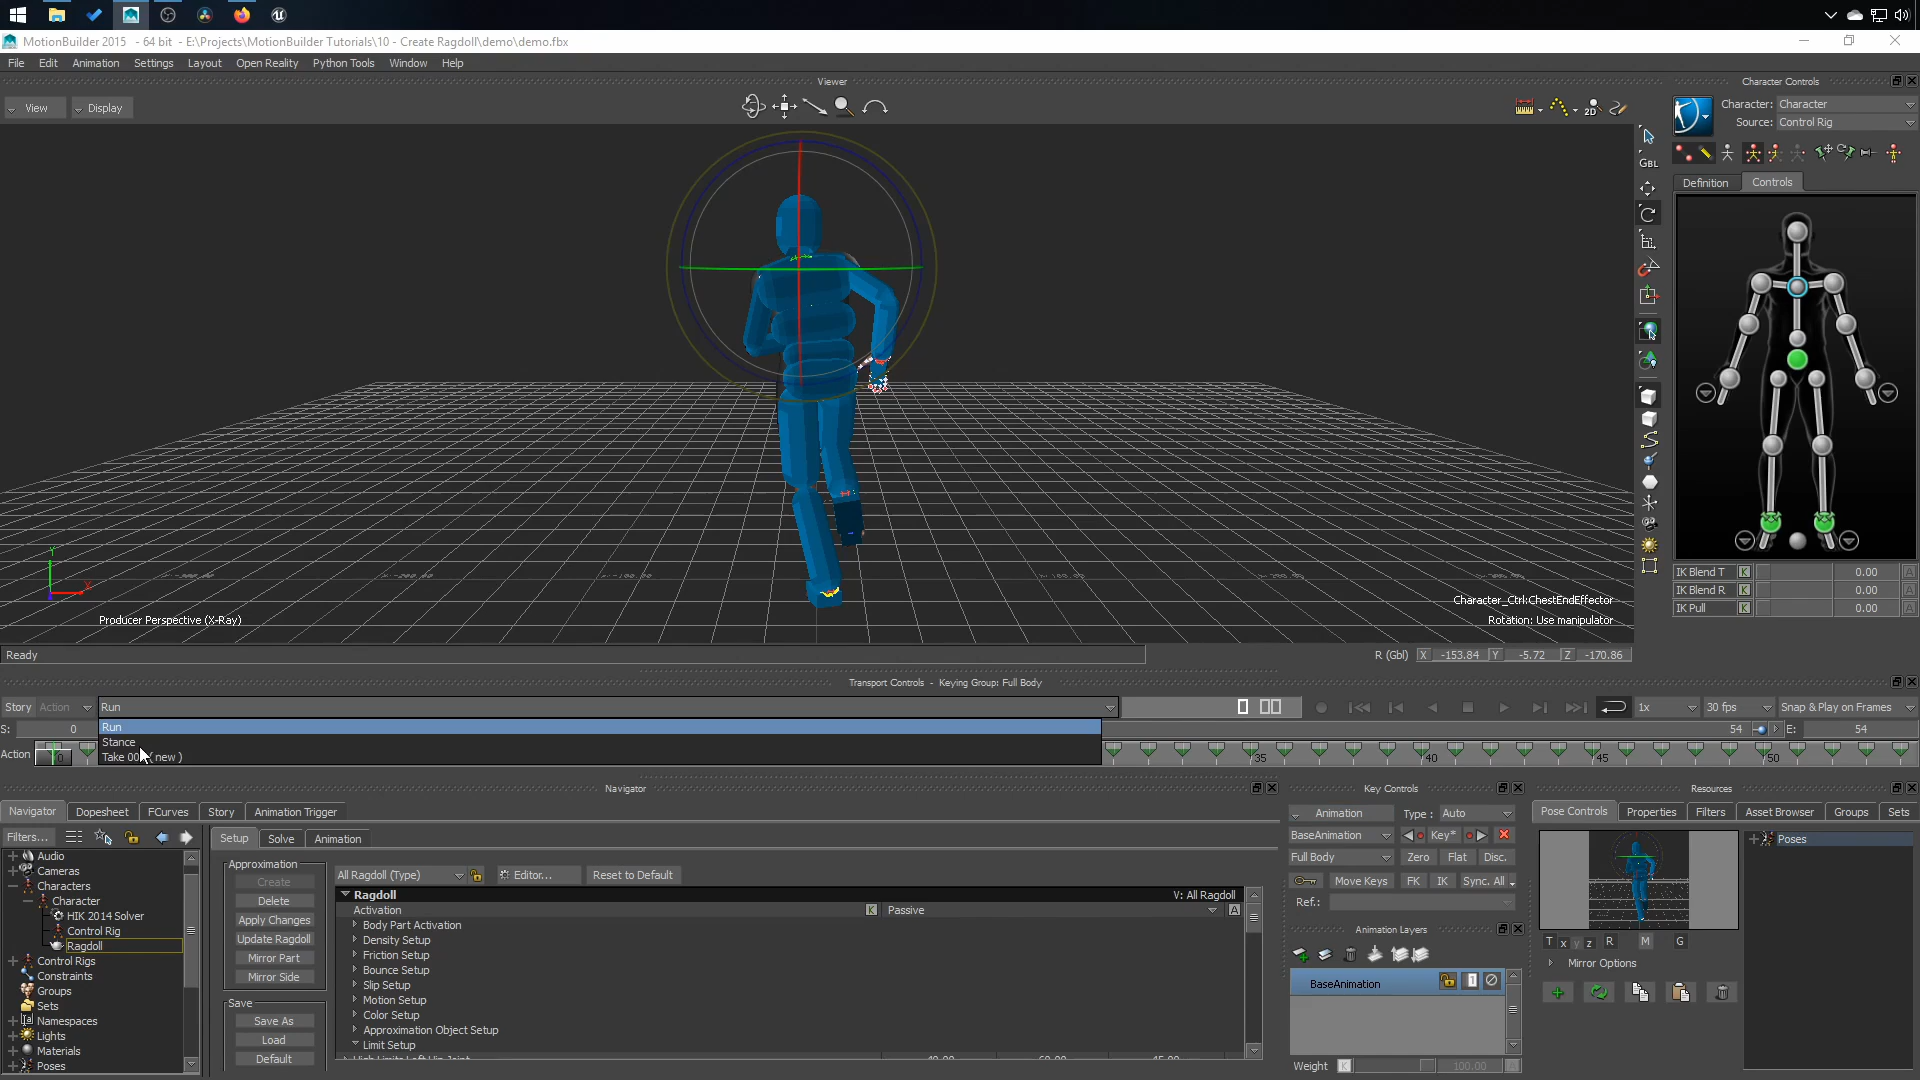 MotionBuilder 2015   - 64 bit  - E:\Projects\MotionBuilder Tutorials\10 - Create Ragdoll\demo\demo.fbx
File Edit Animation Settings Layout Open Reality Python Tools Window Help
Viewer
Character Controls
View Display
2D
Character: Character
Source: Control Rig
GBL
Definition Controls
Y
X
Producer Perspective (X-Ray)
Character_Ctrl:ChestEndEffector
Rotation: Use manipulator
IK Blend T K 0.00 A
IK Blend R K 0.00 A
IK Pull K 0.00 A
Ready
R (Gbl) X -153.84 Y -5.72 Z -170.86
Transport Controls  -  Keying Group: Full Body
Story Action Run 1x 30 fps Snap & Play on Frames
S: 0 54 E: 54
Run
Stance
Take 00 ( new )
Action 0 35 40 45 50
Navigator
Navigator Dopesheet FCurves Story Animation Trigger
Filters...
Audio
Cameras
Characters
Character
HIK 2014 Solver
Control Rig
Ragdoll
Control Rigs
Constraints
Groups
Sets
Namespaces
Lights
Materials
Poses
Setup Solve Animation
Approximation
Create
Delete
Apply Changes
Update Ragdoll
Mirror Part
Mirror Side
Save
Save As
Load
Default
All Ragdoll (Type) Editor... Reset to Default
Ragdoll V: All Ragdoll
Activation K Passive A
Body Part Activation
Density Setup
Friction Setup
Bounce Setup
Slip Setup
Motion Setup
Color Setup
Approximation Object Setup
Limit Setup
Key Controls
Animation Type : Auto
BaseAnimation Key*
Full Body Zero Flat Disc.
Move Keys FK IK Sync. All
Ref.:
Animation Layers
BaseAnimation 1
Weight K 100.00 A
Resources
Pose Controls Properties Filters Asset Browser Groups Sets
Poses
T x y z R M G
Mirror Options